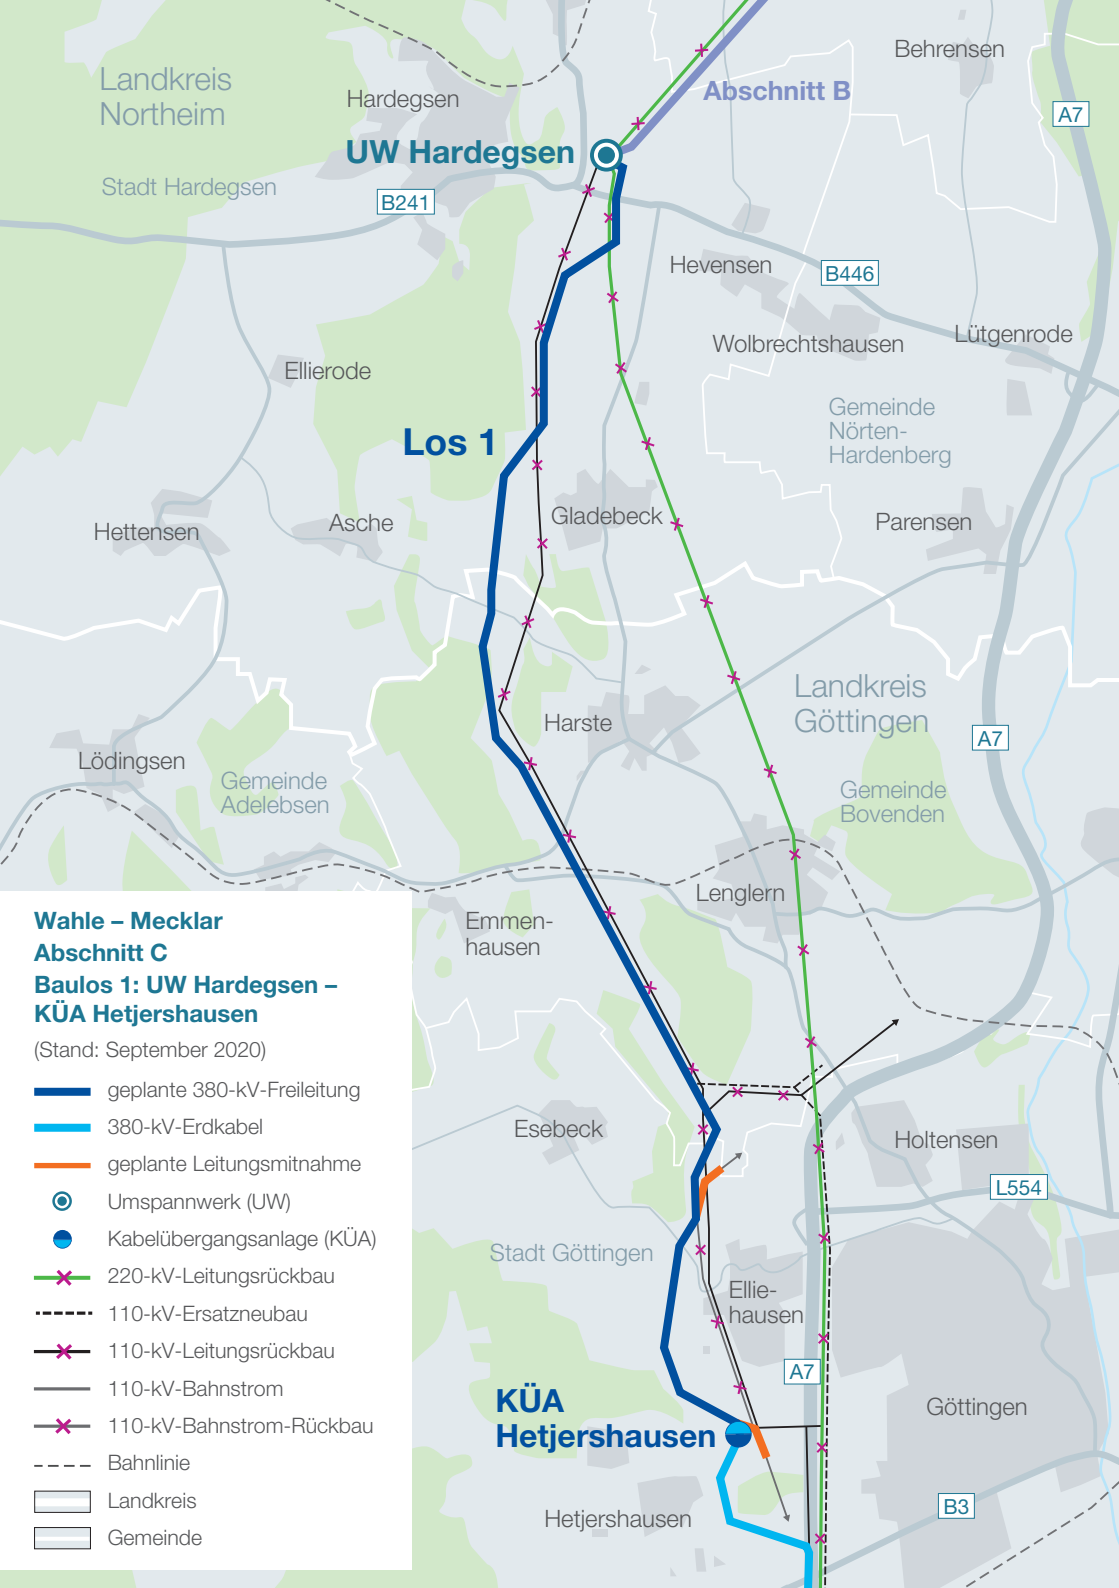 Behrensen
Landkreis
Northeim
Abschnitt B
Hardegsen
A7
UW Hardegsen
Stadt Hardegsen
B241
Hevensen
B446
Lütgenrode
Wolbrechtshausen
Ellierode
Gemeinde
Nörten-
Hardenberg
Los 1
Gladebeck
Asche
Parensen
Hettensen
Landkreis
Göttingen
Harste
A7
Lödingsen
Gemeinde
Adelebsen
Gemeinde
Bovenden
Lenglern
Emmen-
hausen
Esebeck
Holtensen
L554
Stadt Göttingen
Ellie-
hausen
A7
KÜA
Hetjershausen
Göttingen
Hetjershausen
B3
Wahle – Mecklar
Abschnitt C
Baulos 1: UW Hardegsen –
KÜA Hetjershausen
(Stand: September 2020)
geplante 380-kV-Freileitung
380-kV-Erdkabel
geplante Leitungsmitnahme
Umspannwerk (UW)
Kabelübergangsanlage (KÜA)
220-kV-Leitungsrückbau
110-kV-Ersatzneubau
110-kV-Leitungsrückbau
110-kV-Bahnstrom
110-kV-Bahnstrom-Rückbau
Bahnlinie
Landkreis
Gemeinde